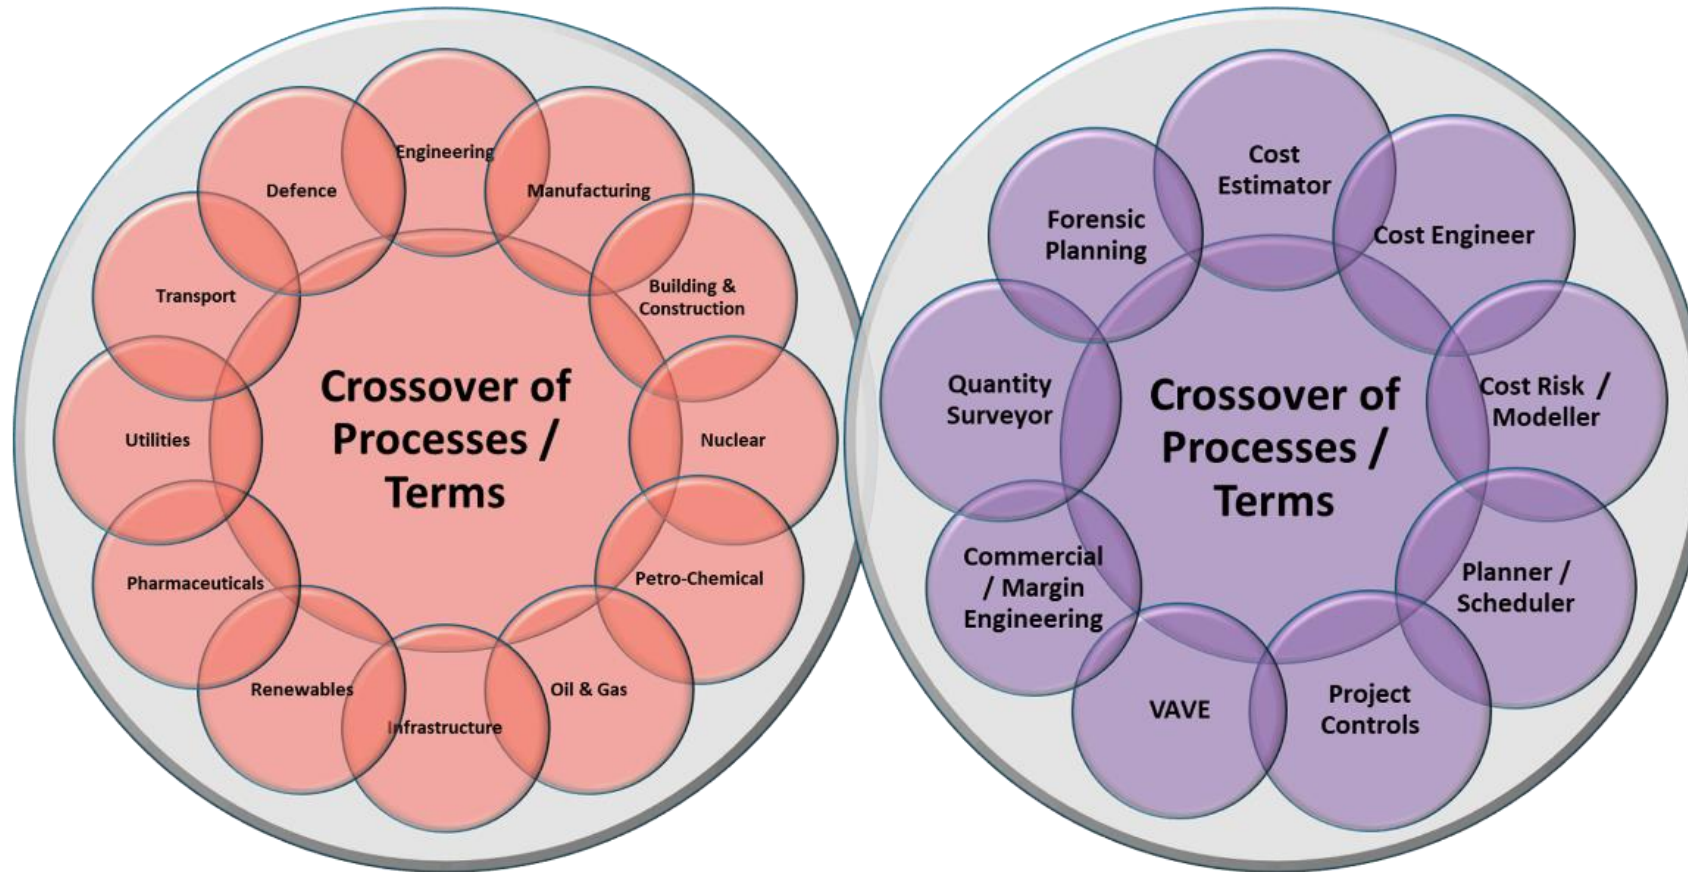 Engineering
Manufacturing
Building &
Construction
Nuclear
Petro-Chemical
Oil & Gas
Infrastructure
Renewables
Pharmaceuticals
Utilities
Transport
Defence
Crossover of
Processes /
Terms
Cost
Estimator
Cost Engineer
Cost Risk /
Modeller
Planner /
Scheduler
Project
Controls
VAVE
Commercial
/ Margin
Engineering
Quantity
Surveyor
Forensic
Planning
Crossover of
Processes /
Terms